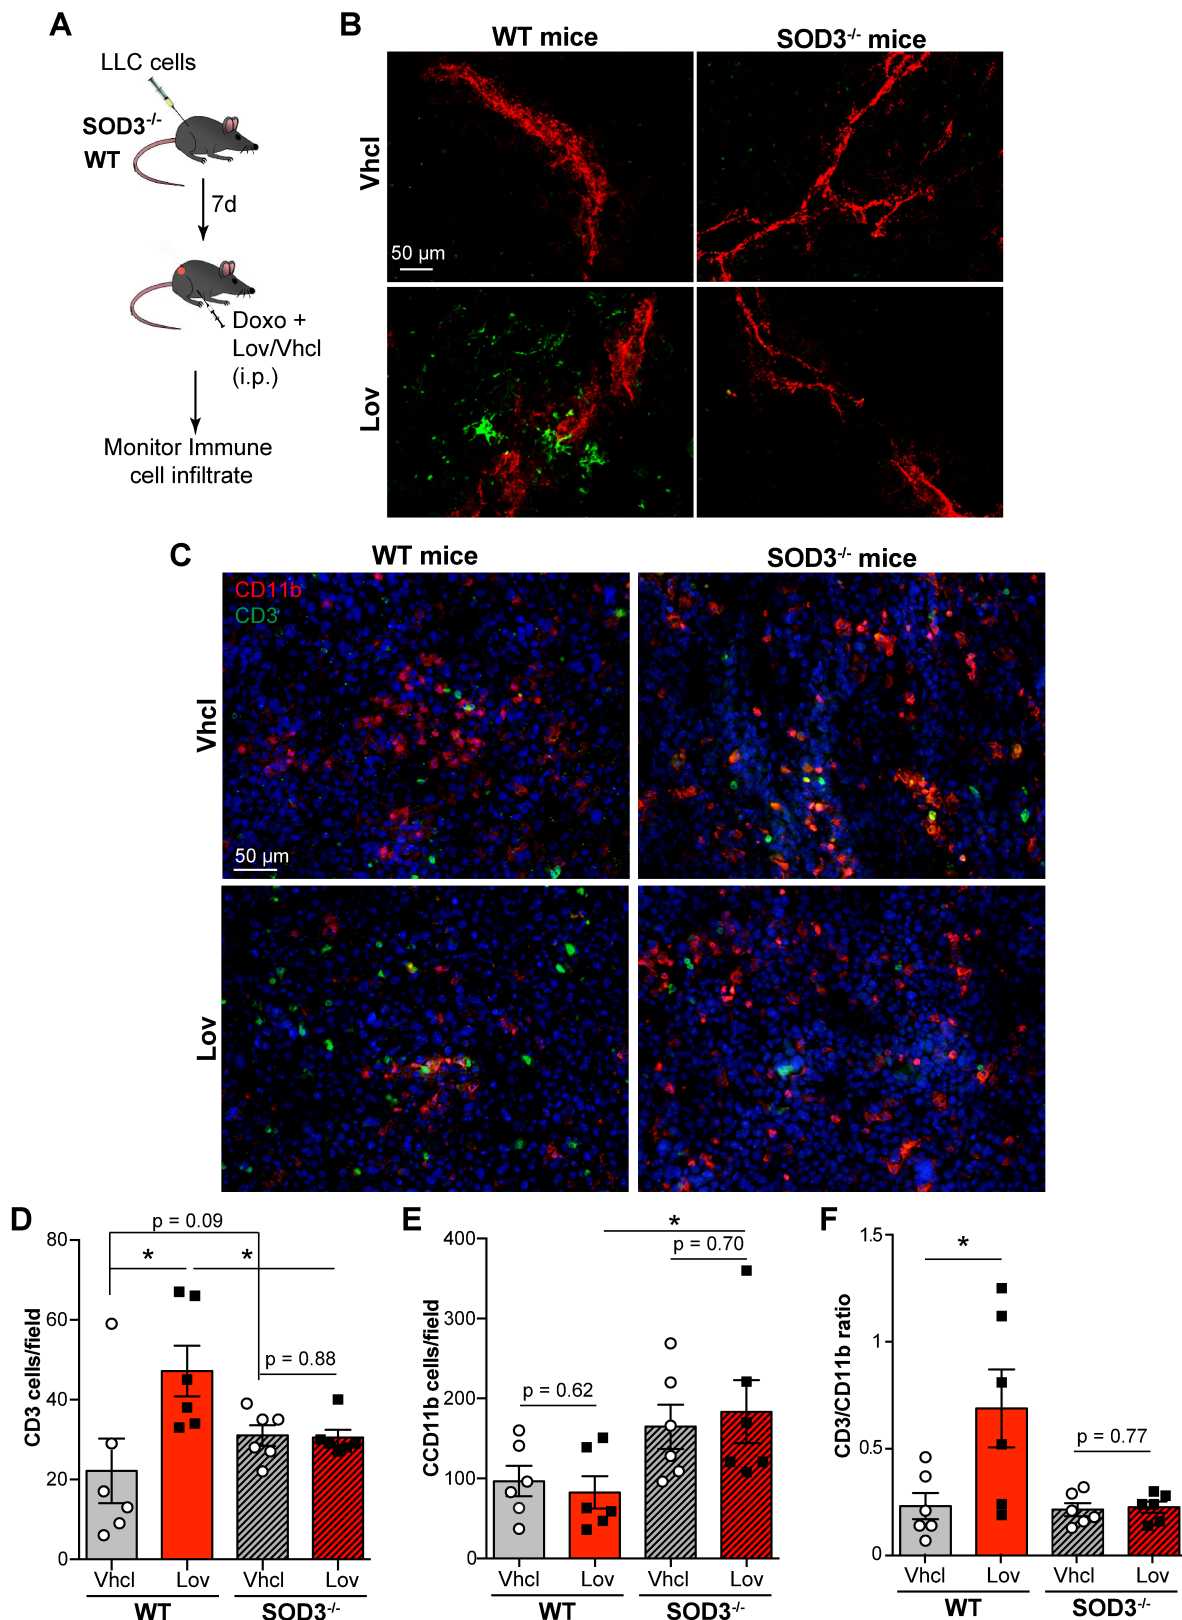 A
LLC cells
SOD3-/-
WT
7d
Doxo +
Lov/Vhcl
(i.p.)
Monitor Immune
cell infiltrate
B
WT mice
SOD3-/- mice
Vhcl
50 µm
Lov
C
WT mice
SOD3-/- mice
CD11b
CD3
Vhcl
50 µm
Lov
D
p = 0.09
*
*
p = 0.88
CD3 cells/field
80
60
40
20
0
Vhcl
Lov
Vhcl
Lov
WT
SOD3-/-
E
*
p = 0.70
p = 0.62
CCD11b cells/field
400
300
200
100
0
Vhcl
Lov
Vhcl
Lov
WT
SOD3-/-
F
*
p = 0.77
CD3/CD11b ratio
1.5
1
0.5
0
Vhcl
Lov
Vhcl
Lov
WT
SOD3-/-